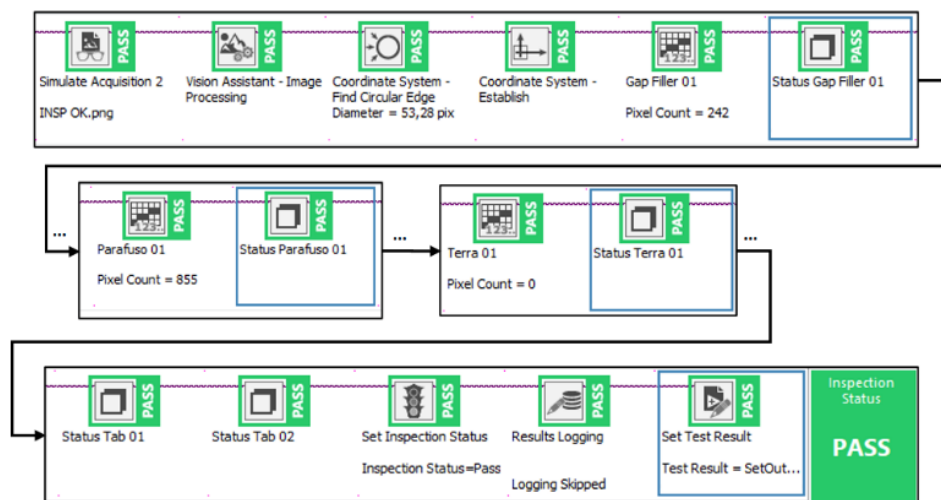 PASS PASS PASS PASS PASS PASS
123..
Simulate Acquisition 2
INSP OK.png
Vision Assistant - Image
Processing
Coordinate System -
Find Circular Edge
Diameter = 53,28 pix
Coordinate System -
Establish
Gap Filler 01
Pixel Count = 242
Status Gap Filler 01
...
PASS PASS
123..
Parafuso 01
Pixel Count = 855
Status Parafuso 01
...
PASS PASS
123..
Terra 01
Pixel Count = 0
Status Terra 01
...
PASS PASS PASS PASS PASS
Status Tab 01
Status Tab 02
Set Inspection Status
Inspection Status=Pass
Results Logging
Logging Skipped
Set Test Result
Test Result = SetOut...
Inspection
Status
PASS